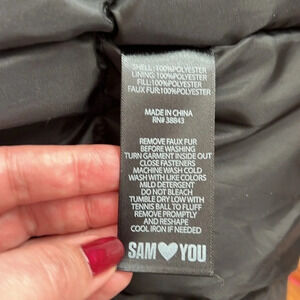 SHELL:100%POLYESTER
LINING:100%POLYESTER
FILL:100%POLYESTER
FAUX FUR:100%POLYESTER
MADE IN CHINA
RN# 38843
REMOVE FAUX FUR
BEFORE WASHING
TURN GARMENT INSIDE OUT
CLOSE FASTENERS
MACHINE WASH COLD
WASH WITH LIKE COLORS
MILD DETERGENT
DO NOT BLEACH
TUMBLE DRY LOW WITH
TENNIS BALL TO FLUFF
REMOVE PROMPTLY
AND RESHAPE
COOL IRON IF NEEDED
SAM♥YOU